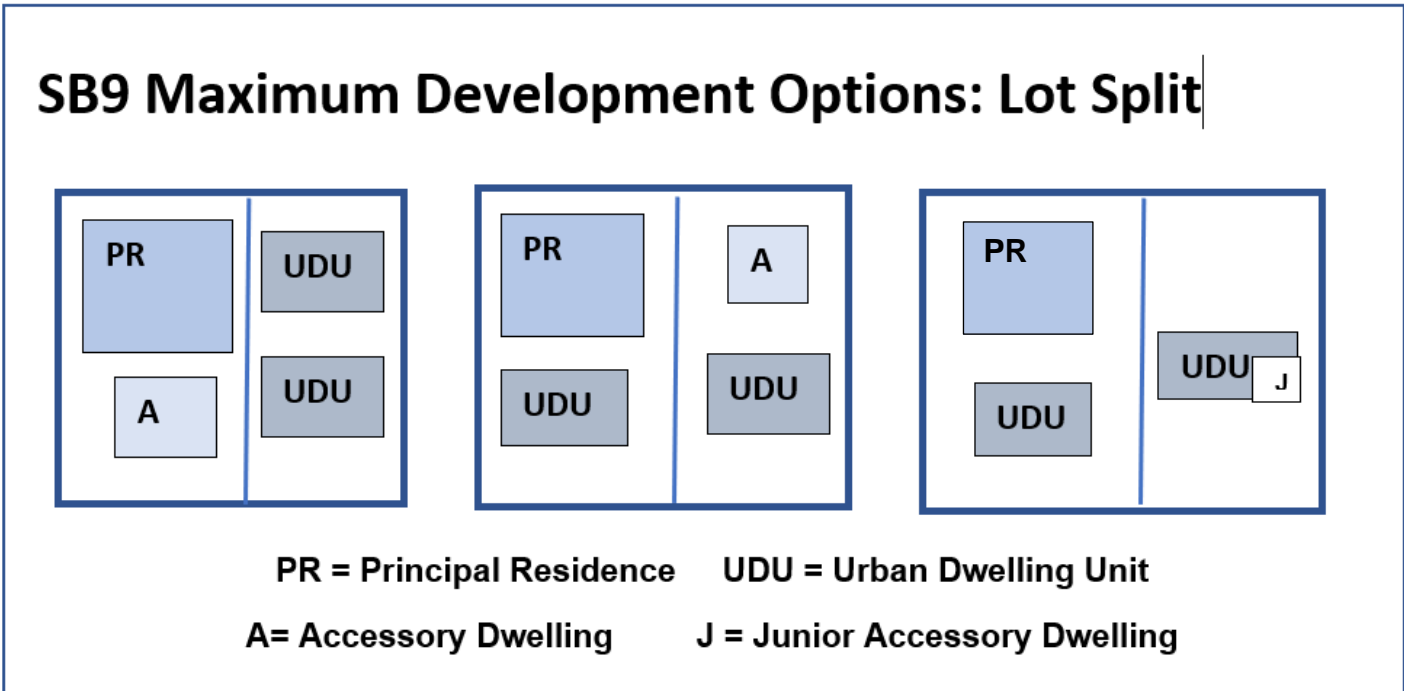 SB9 Maximum Development Options: Lot Split
PR
UDU
A
UDU
PR
A
UDU
UDU
PR
UDU
J
UDU
PR = Principal Residence UDU = Urban Dwelling Unit
A= Accessory Dwelling J = Junior Accessory Dwelling